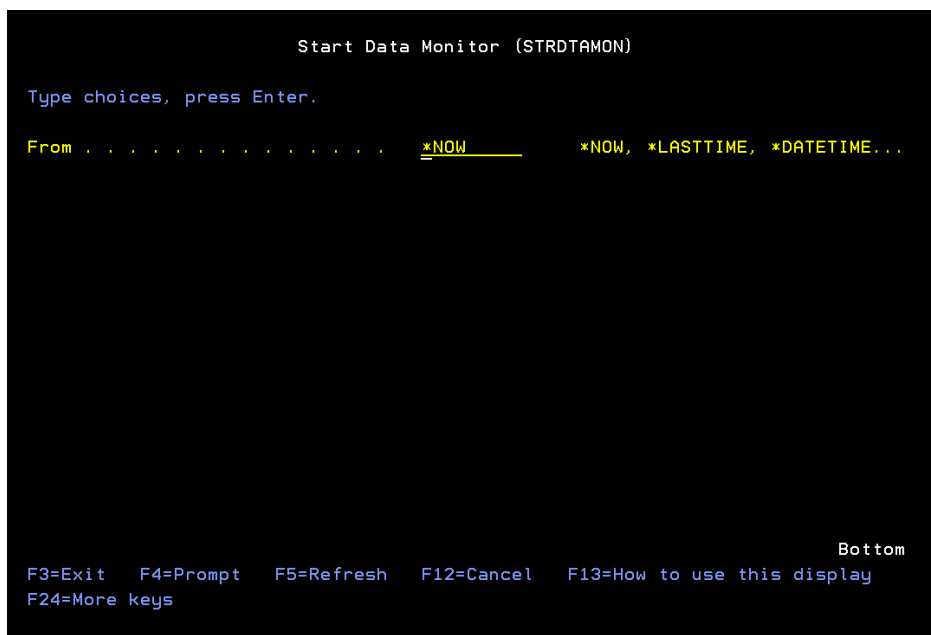 Start Data Monitor (STRDTAMON)
Type choices, press Enter.
From . . . . . . . . . . . . . . *NOW *NOW, *LASTTIME, *DATETIME...
Bottom
F3=Exit F4=Prompt F5=Refresh F12=Cancel F13=How to use this display
F24=More keys